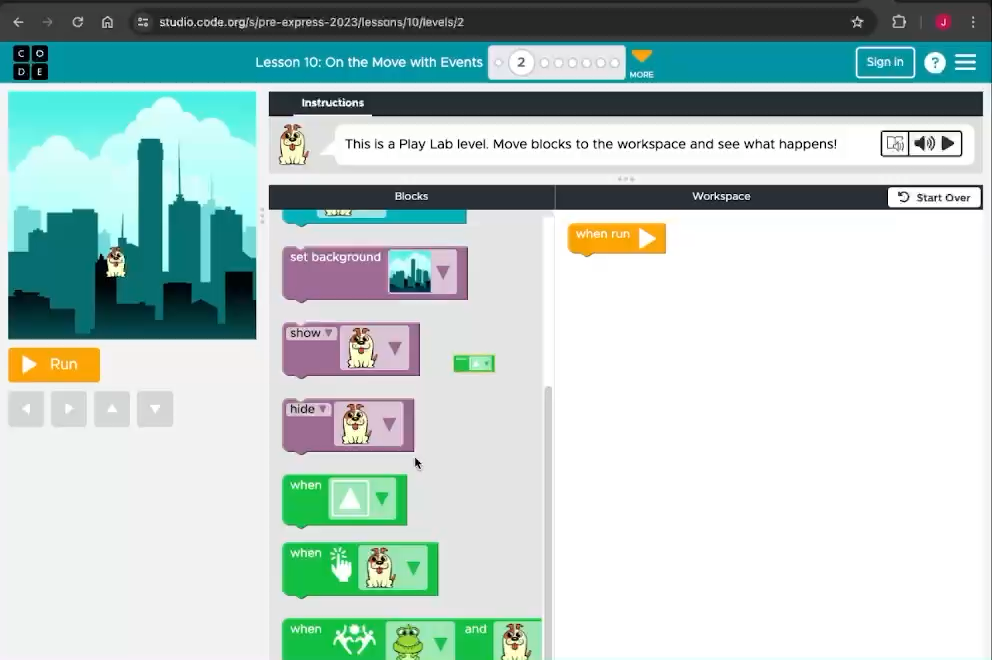 studio.code.org/s/pre-express-2023/lessons/10/levels/2
J
C O
D E
Lesson 10: On the Move with Events
2
MORE
Sign in
?
Instructions
This is a Play Lab level. Move blocks to the workspace and see what happens!
Blocks
Workspace
Start Over
set background
show
hide
when
when
when and
when run
Run